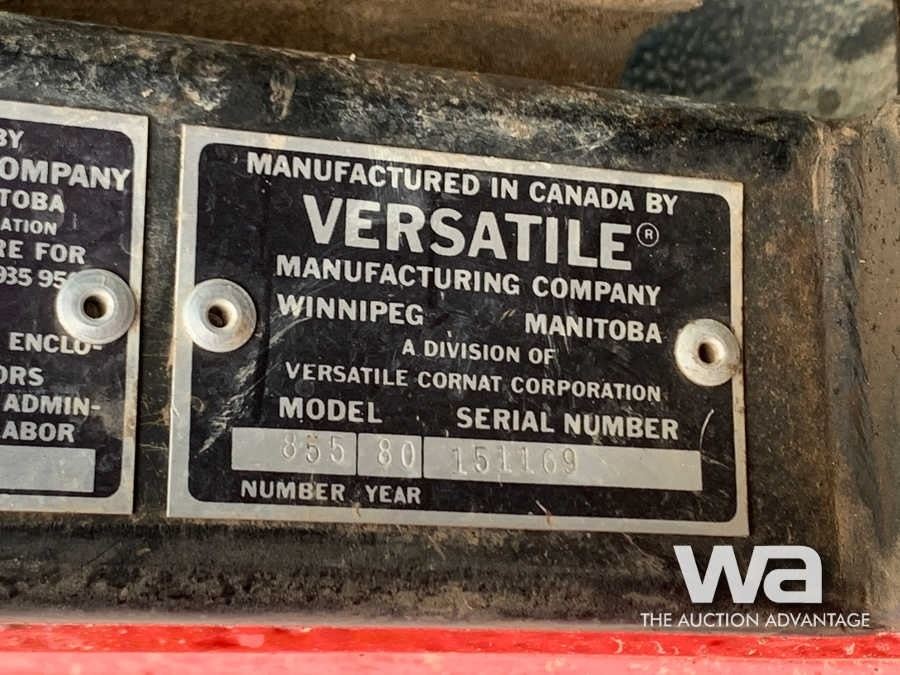 BY
OMPANY
TOBA
ATION
RE FOR
935 95
ENCLO-
ORS
ADMIN-
LABOR
MANUFACTURED IN CANADA BY
VERSATILE®
MANUFACTURING COMPANY
WINNIPEG MANITOBA
A DIVISION OF
VERSATILE CORNAT CORPORATION
MODEL SERIAL NUMBER
855 80 151169
NUMBER YEAR
wa
THE AUCTION ADVANTAGE